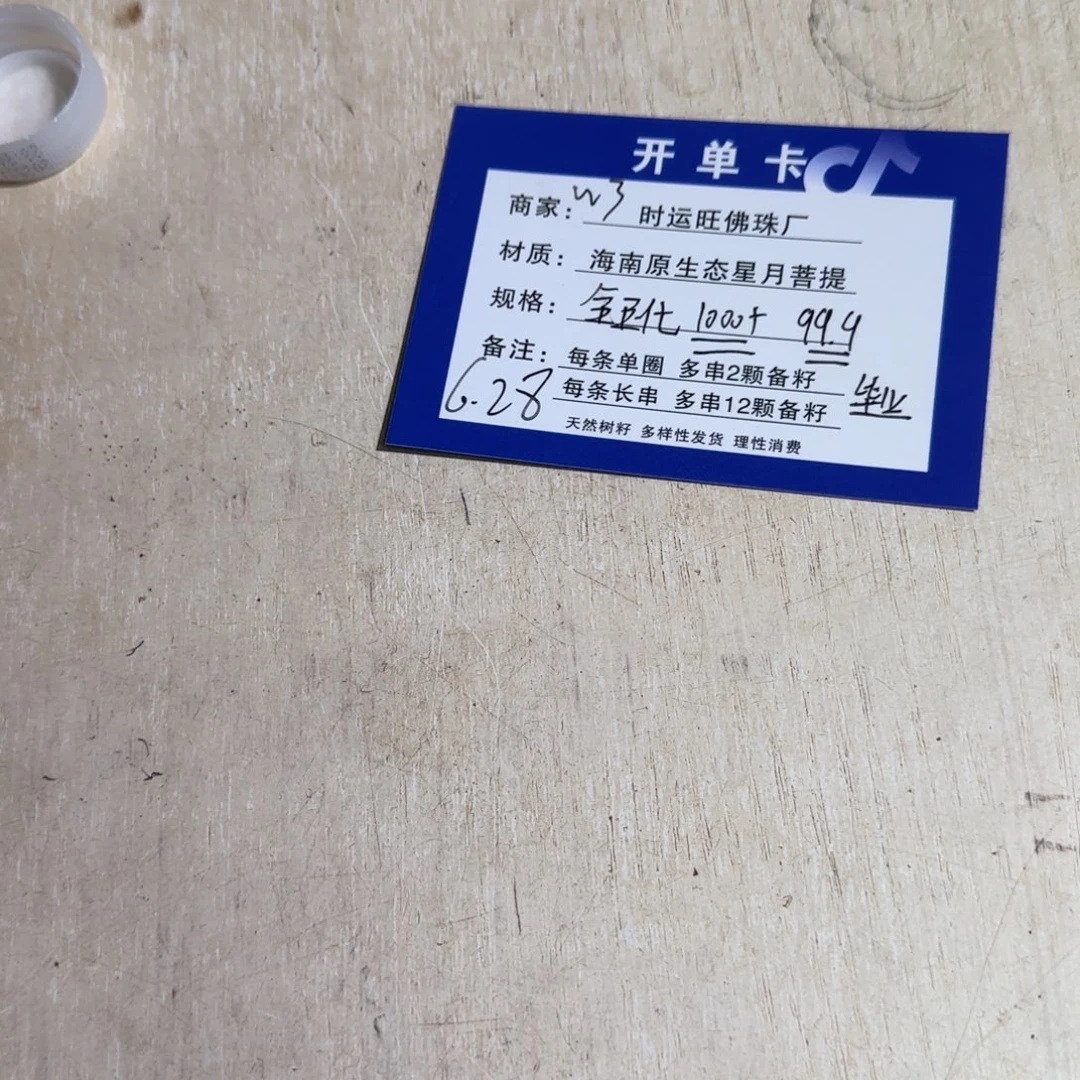 开单卡
商家: W3 时运旺佛珠厂
材质: 海南原生态星月菩提
规格: 全玉化 1000+ 99.9
备注: 每条单圈 多串2颗备籽
6.28 每条长串 多串12颗备籽 毕业
天然树籽 多样性发货 理性消费